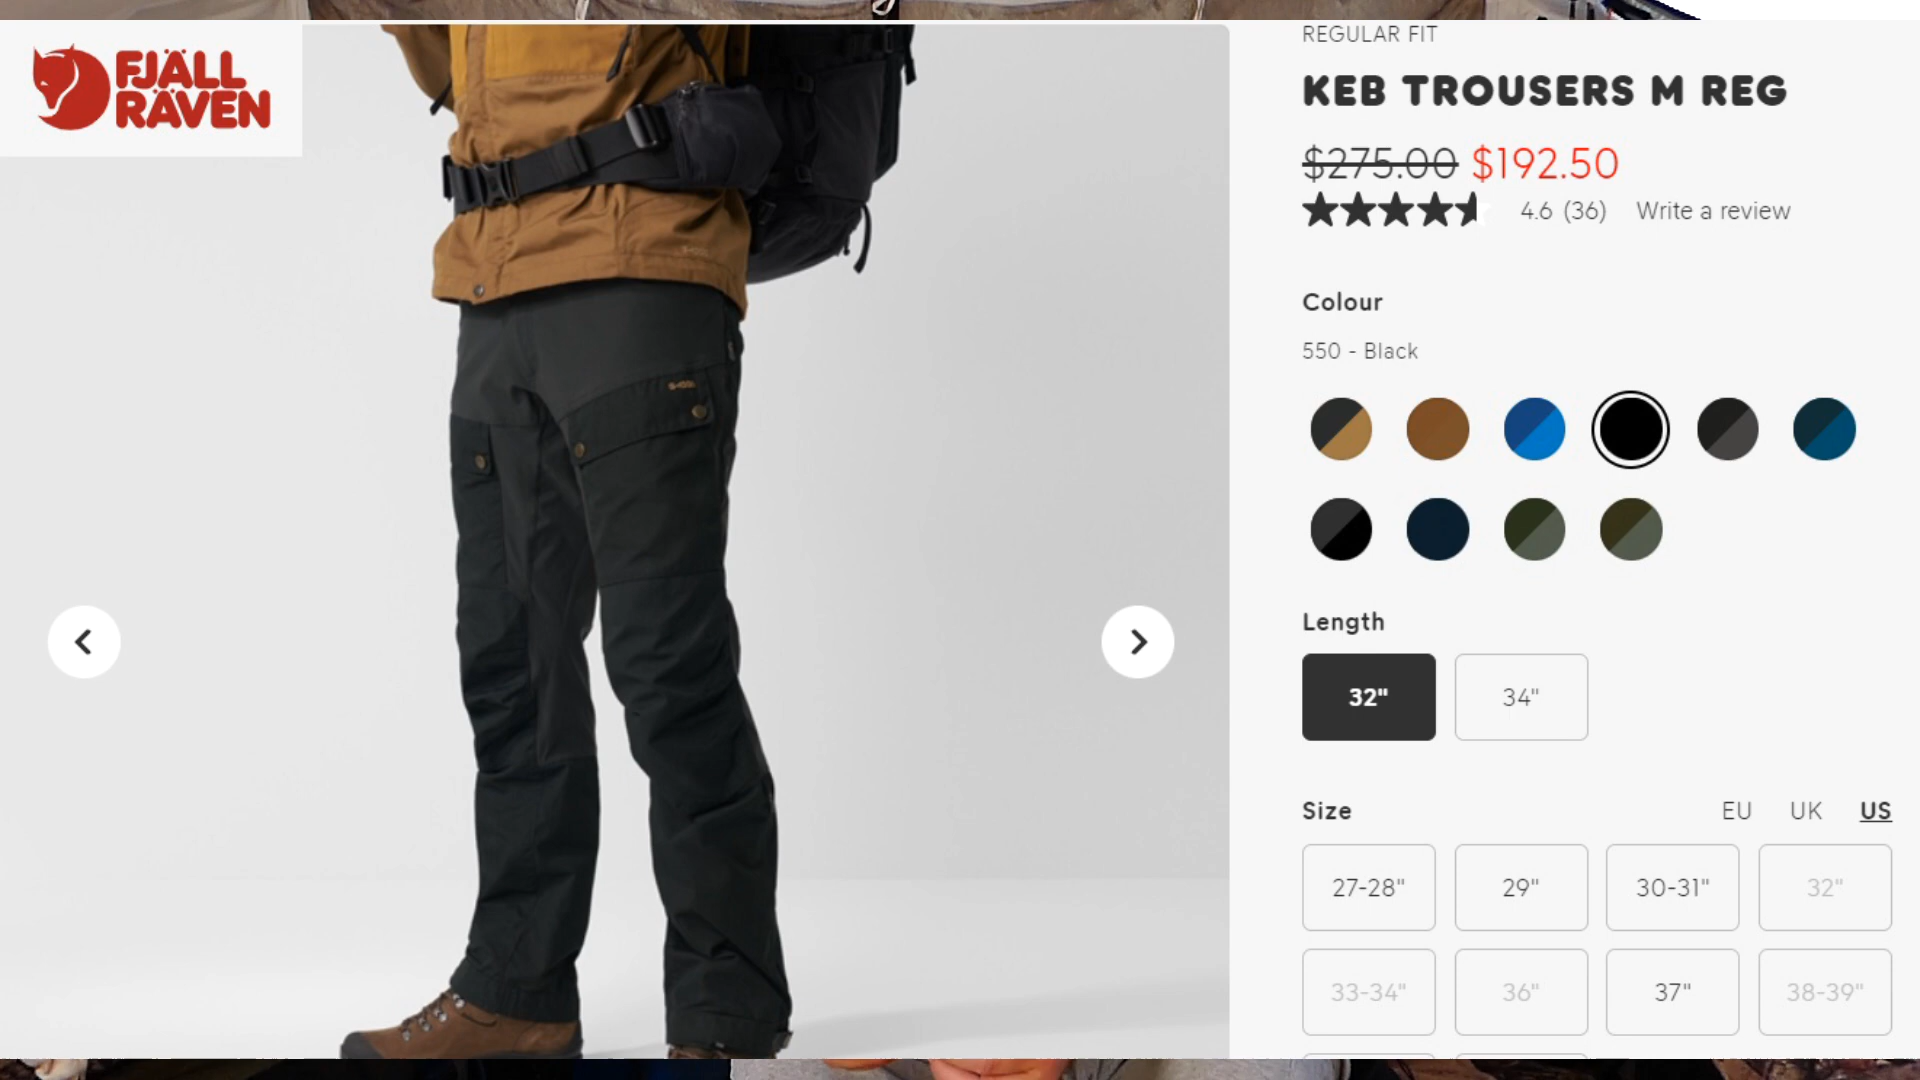 FJÄLL
RÄVEN
REGULAR FIT
KEB TROUSERS M REG
$275.00 $192.50
4.6 (36) Write a review
Colour
550 - Black
Length
32" 34"
Size EU UK US
27-28" 29" 30-31" 32"
33-34" 36" 37" 38-39"